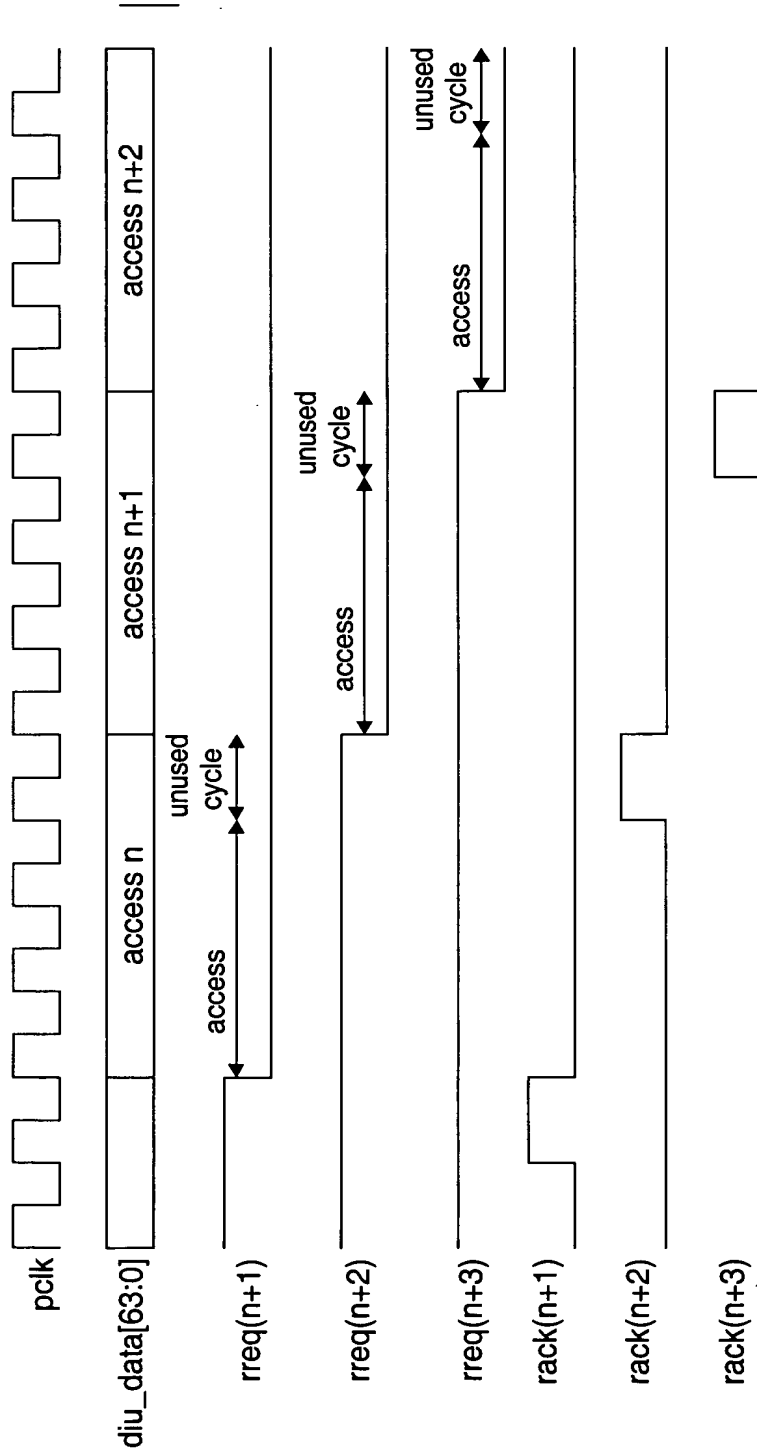 pclk
diu_data[63:0]
access n
access n+1
access n+2
rreq(n+1)
access
unused
cycle
rreq(n+2)
access
unused
cycle
rreq(n+3)
access
unused
cycle
rack(n+1)
rack(n+2)
rack(n+3)